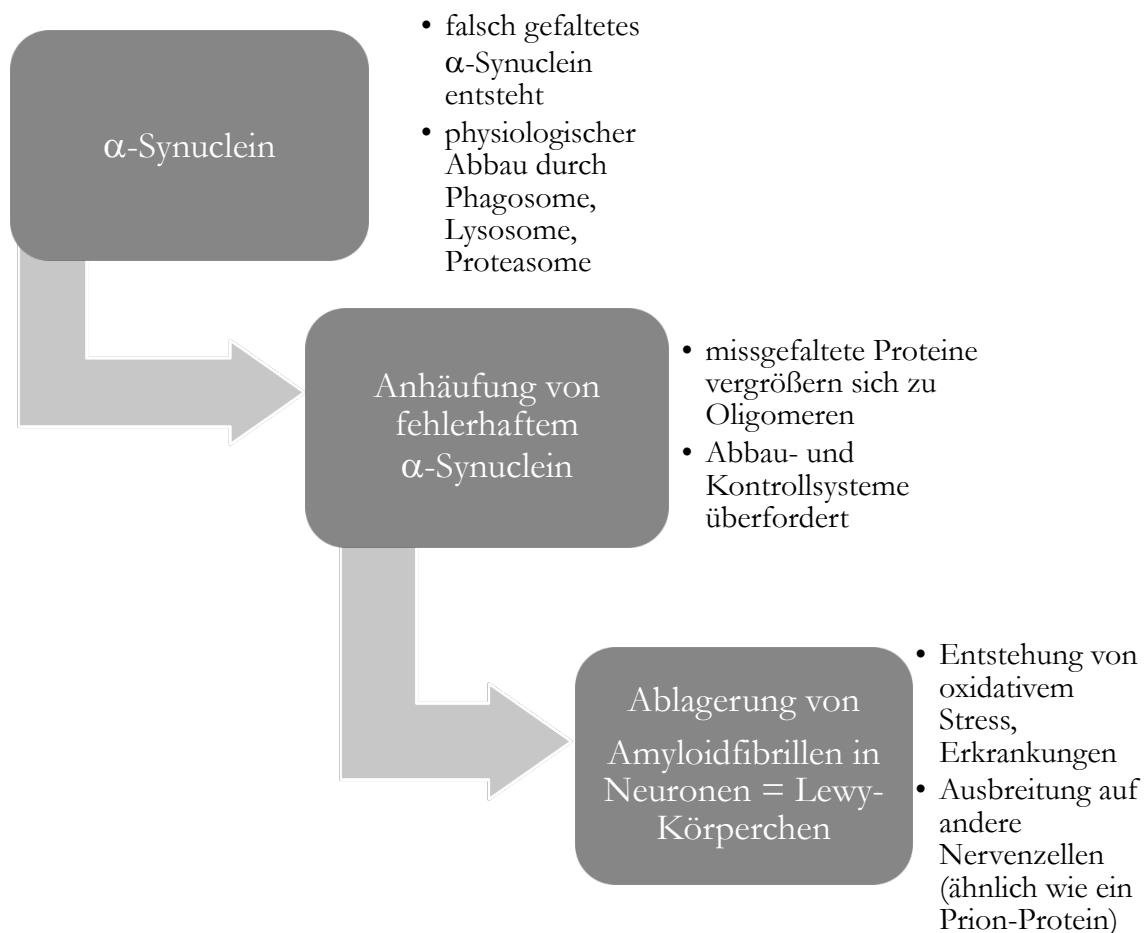 α-Synuclein
• falsch gefaltetes
α-Synuclein
entsteht
• physiologischer
Abbau durch
Phagosome,
Lysosome,
Proteasome
Anhäufung von
fehlerhaftem
α-Synuclein
• missgefaltete Proteine
vergrößern sich zu
Oligomeren
• Abbau- und
Kontrollsysteme
überfordert
Ablagerung von
Amyloidfibrillen in
Neuronen = Lewy-
Körperchen
• Entstehung von
oxidativem
Stress,
Erkrankungen
• Ausbreitung auf
andere
Nervenzellen
(ähnlich wie ein
Prion-Protein)